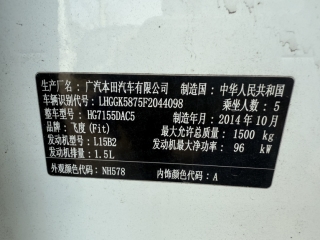 生产厂名：广汽本田汽车有限公司 制造国：中华人民共和国
车辆识别代号：LHGGK5875F2044098 乘坐人数：5
整车型号：HG7155DAC5 制造年月：2014年10月
品牌：飞度(Fit) 最大允许总质量：1500 kg
发动机型号：L15B2 发动机最大净功率：96 kW
发动机排量：1.5L
外观颜色代码：NH578 内饰颜色代码：A